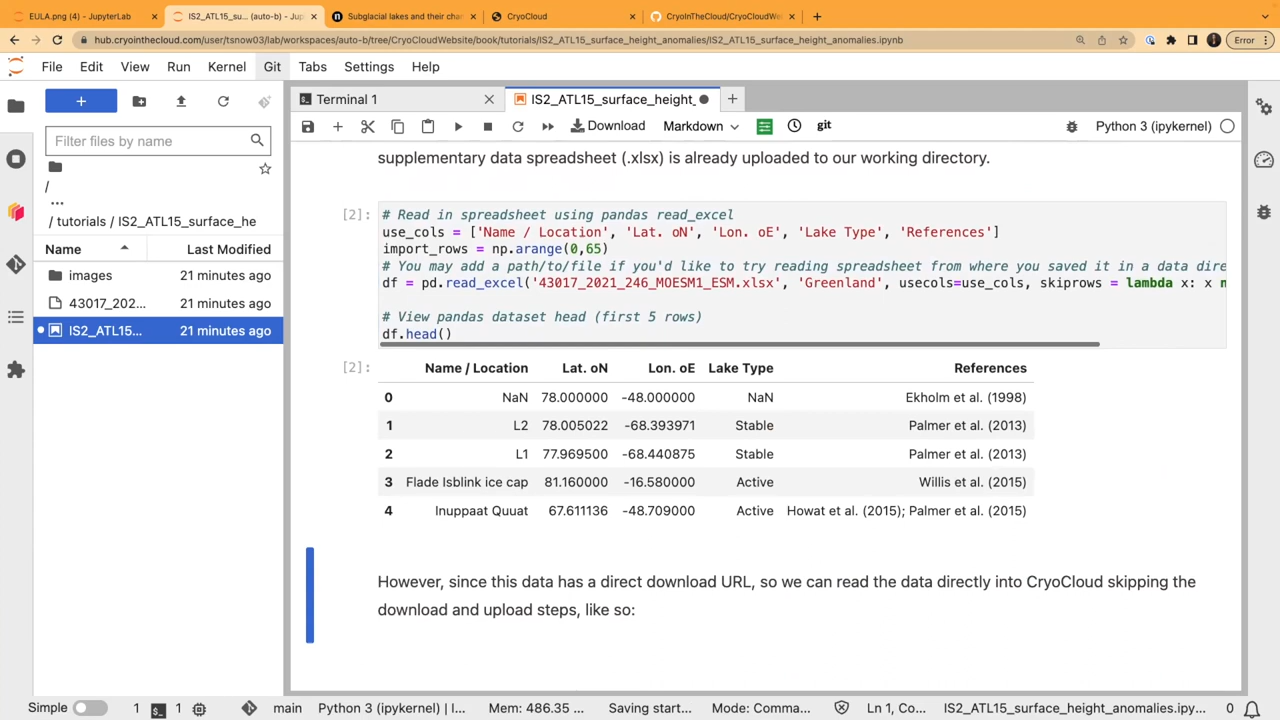 EULA.png (4) - JupyterLab
IS2_ATL15_su... (auto-b) - Jup
Subglacial lakes and their cha
CryoCloud
CryoInTheCloud/CryoCloudWe
hub.cryointhecloud.com/user/tsnow03/lab/workspaces/auto-b/tree/CryoCloudWebsite/book/tutorials/IS2_ATL15_surface_height_anomalies/IS2_ATL15_surface_height_anomalies.ipynb
Error
File Edit View Run Kernel Git Tabs Settings Help
Filter files by name
/
...
/ tutorials / IS2_ATL15_surface_he
Name Last Modified
images 21 minutes ago
43017_202... 21 minutes ago
IS2_ATL15... 21 minutes ago
Terminal 1
IS2_ATL15_surface_height_
Download Markdown git Python 3 (ipykernel)
supplementary data spreadsheet (.xlsx) is already uploaded to our working directory.
[2]:
# Read in spreadsheet using pandas read_excel
use_cols = ['Name / Location', 'Lat. oN', 'Lon. oE', 'Lake Type', 'References']
import_rows = np.arange(0,65)
# You may add a path/to/file if you'd like to try reading spreadsheet from where you saved it in a data dire
df = pd.read_excel('43017_2021_246_MOESM1_ESM.xlsx', 'Greenland', usecols=use_cols, skiprows = lambda x: x n
# View pandas dataset head (first 5 rows)
df.head()
[2]:
Name / Location Lat. oN Lon. oE Lake Type References
0 NaN 78.000000 -48.000000 NaN Ekholm et al. (1998)
1 L2 78.005022 -68.393971 Stable Palmer et al. (2013)
2 L1 77.969500 -68.440875 Stable Palmer et al. (2013)
3 Flade Isblink ice cap 81.160000 -16.580000 Active Willis et al. (2015)
4 Inuppaat Quuat 67.611136 -48.709000 Active Howat et al. (2015); Palmer et al. (2015)
However, since this data has a direct download URL, so we can read the data directly into CryoCloud skipping the
download and upload steps, like so:
Simple 1 1 main Python 3 (ipykernel) | I... Mem: 486.35 ... Saving start... Mode: Comma... Ln 1, Co... IS2_ATL15_surface_height_anomalies.ipy... 0